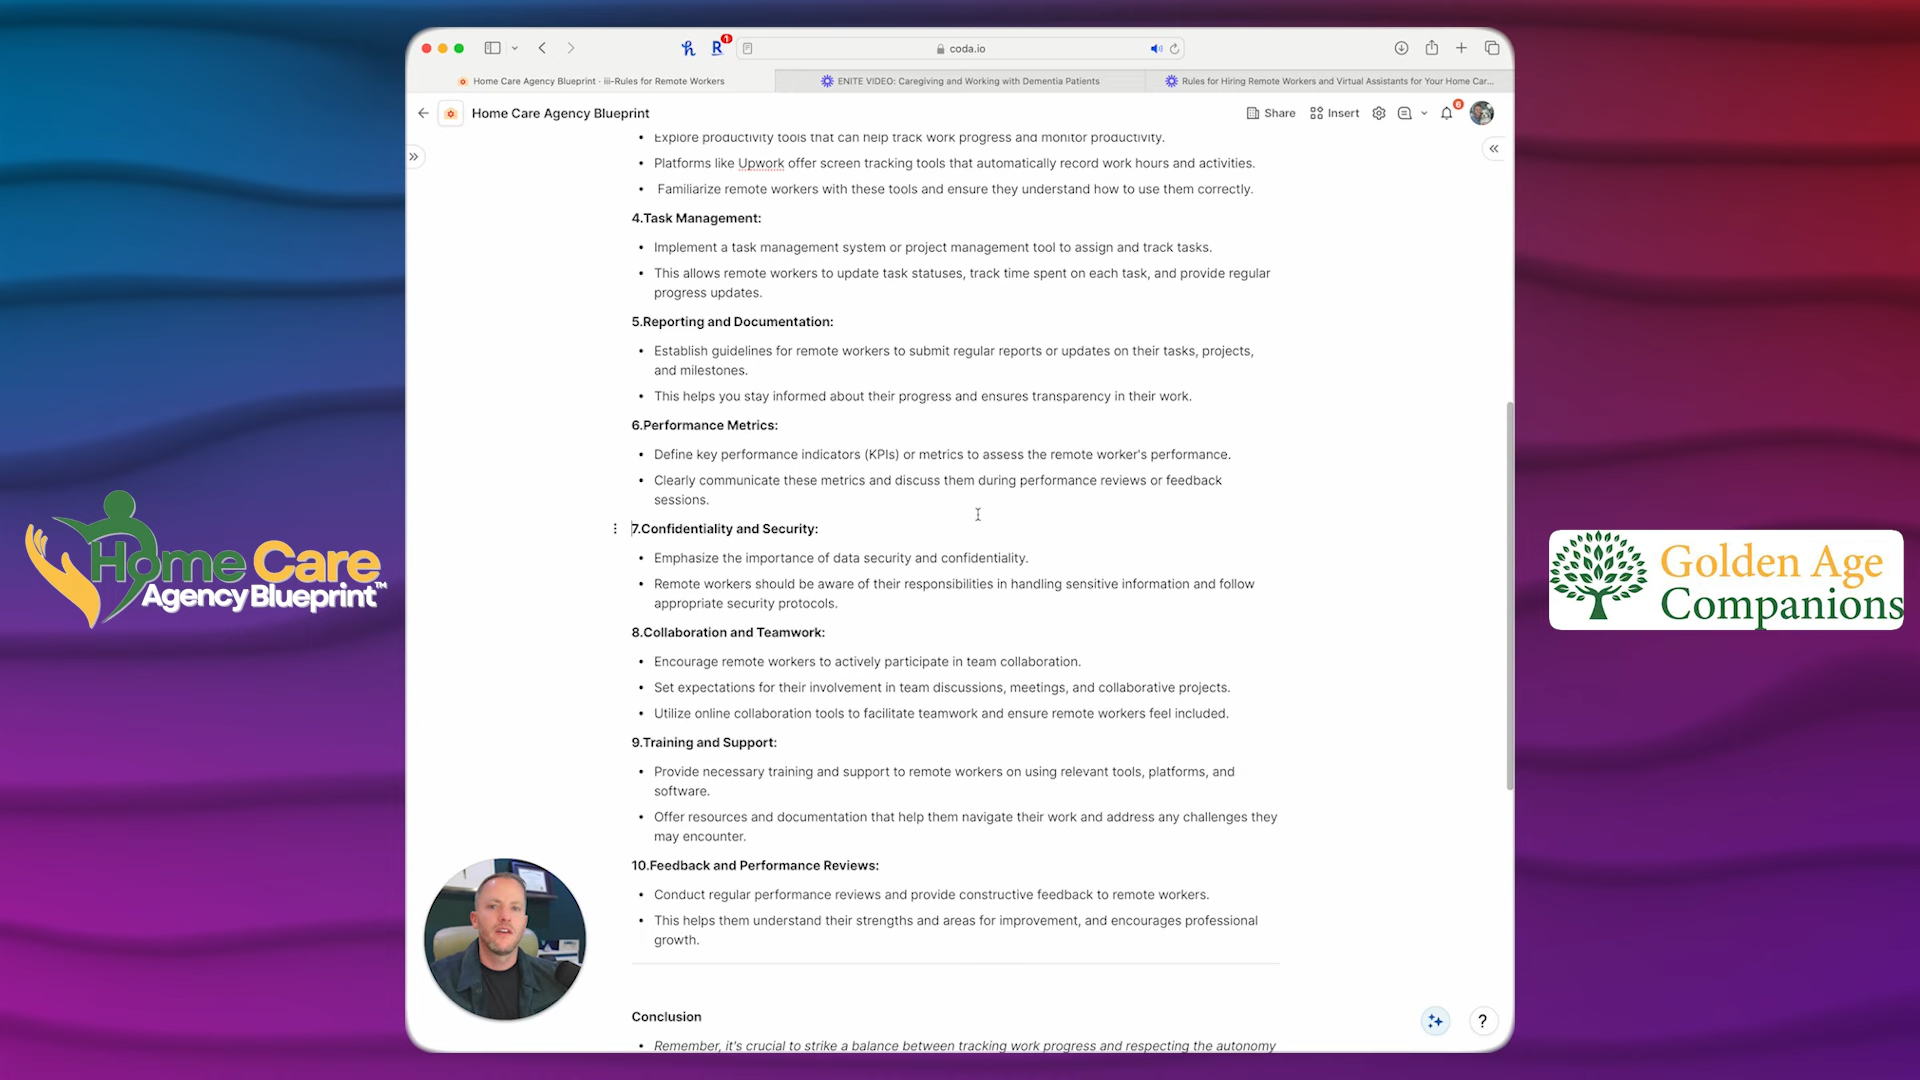 h R 1 coda.io
Home Care Agency Blueprint · iii-Rules for Remote Workers ENITE VIDEO: Caregiving and Working with Dementia Patients Rules for Hiring Remote Workers and Virtual Assistants for Your Home Car...
Home Care Agency Blueprint Share Insert 6
• Explore productivity tools that can help track work progress and monitor productivity.
• Platforms like Upwork offer screen tracking tools that automatically record work hours and activities.
• Familiarize remote workers with these tools and ensure they understand how to use them correctly.
4.Task Management:
• Implement a task management system or project management tool to assign and track tasks.
• This allows remote workers to update task statuses, track time spent on each task, and provide regular
progress updates.
5.Reporting and Documentation:
• Establish guidelines for remote workers to submit regular reports or updates on their tasks, projects,
and milestones.
• This helps you stay informed about their progress and ensures transparency in their work.
6.Performance Metrics:
• Define key performance indicators (KPIs) or metrics to assess the remote worker's performance.
• Clearly communicate these metrics and discuss them during performance reviews or feedback
sessions.
7.Confidentiality and Security:
• Emphasize the importance of data security and confidentiality.
• Remote workers should be aware of their responsibilities in handling sensitive information and follow
appropriate security protocols.
8.Collaboration and Teamwork:
• Encourage remote workers to actively participate in team collaboration.
• Set expectations for their involvement in team discussions, meetings, and collaborative projects.
• Utilize online collaboration tools to facilitate teamwork and ensure remote workers feel included.
9.Training and Support:
• Provide necessary training and support to remote workers on using relevant tools, platforms, and
software.
• Offer resources and documentation that help them navigate their work and address any challenges they
may encounter.
10.Feedback and Performance Reviews:
• Conduct regular performance reviews and provide constructive feedback to remote workers.
• This helps them understand their strengths and areas for improvement, and encourages professional
growth.
Conclusion
• Remember, it's crucial to strike a balance between tracking work progress and respecting the autonomy
?
Home Care
Agency Blueprint™
Golden Age
Companions